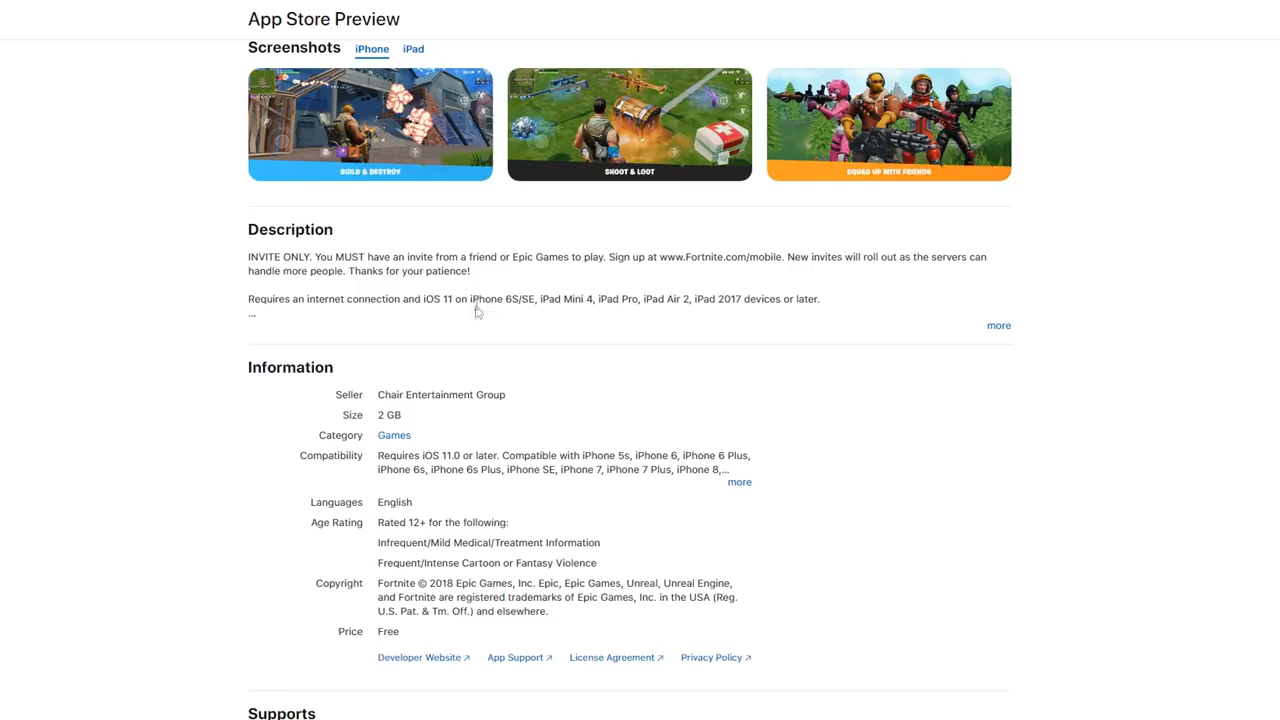 App Store Preview
Screenshots iPhone iPad
BUILD & DESTROY
SHOOT & LOOT
SQUAD UP WITH FRIENDS
Description
INVITE ONLY. You MUST have an invite from a friend or Epic Games to play. Sign up at www.Fortnite.com/mobile. New invites will roll out as the servers can
handle more people. Thanks for your patience!
Requires an internet connection and iOS 11 on iPhone 6S/SE, iPad Mini 4, iPad Pro, iPad Air 2, iPad 2017 devices or later.
...
more
Information
Seller Chair Entertainment Group
Size 2 GB
Category Games
Compatibility Requires iOS 11.0 or later. Compatible with iPhone 5s, iPhone 6, iPhone 6 Plus,
iPhone 6s, iPhone 6s Plus, iPhone SE, iPhone 7, iPhone 7 Plus, iPhone 8,...
more
Languages English
Age Rating Rated 12+ for the following:
Infrequent/Mild Medical/Treatment Information
Frequent/Intense Cartoon or Fantasy Violence
Copyright Fortnite © 2018 Epic Games, Inc. Epic, Epic Games, Unreal, Unreal Engine,
and Fortnite are registered trademarks of Epic Games, Inc. in the USA (Reg.
U.S. Pat. & Tm. Off.) and elsewhere.
Price Free
Developer Website ↗ App Support ↗ License Agreement ↗ Privacy Policy ↗
Supports